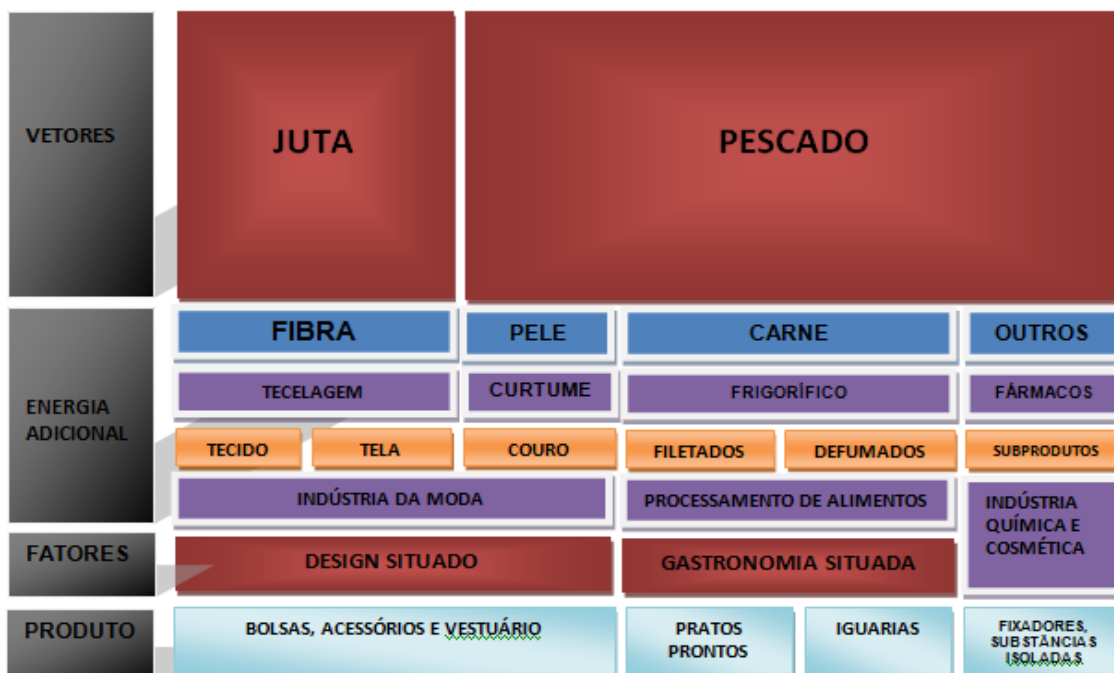 VETORES
JUTA
PESCADO
ENERGIA
ADICIONAL
FIBRA
PELE
CARNE
OUTROS
TECELAGEM
CURTUME
FRIGORÍFICO
FÁRMACOS
TECIDO
TELA
COURO
FILETADOS
DEFUMADOS
SUBPRODUTOS
INDÚSTRIA DA MODA
PROCESSAMENTO DE ALIMENTOS
INDÚSTRIA
QUÍMICA E
COSMÉTICA
FATORES
DESIGN SITUADO
GASTRONOMIA SITUADA
PRODUTO
BOLSAS, ACESSÓRIOS E VESTUÁRIO
PRATOS
PRONTOS
IGUARIAS
FIXADORES,
SUBSTÂNCIAS
ISOLADAS